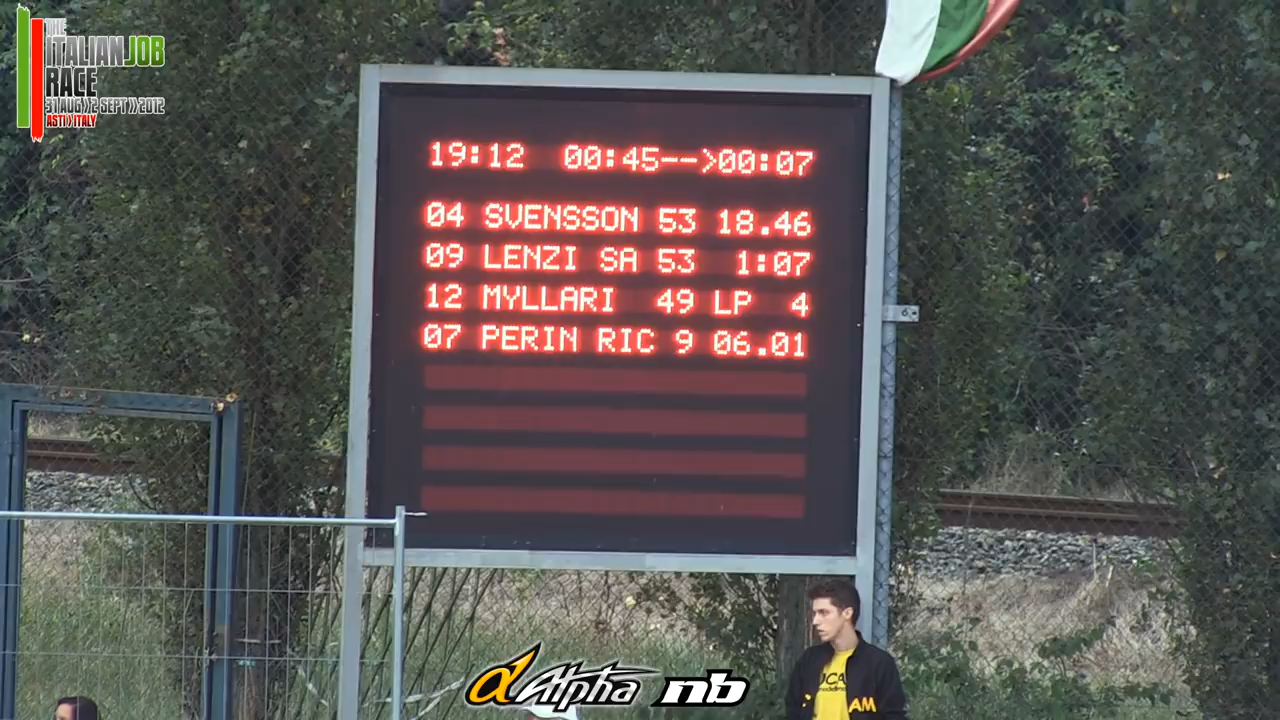 THE
ITALIANJOB
RACE
31 AUG »2 SEPT »» 2012
ASTI » ITALY
19:12 00:45-->00:07
04 SVENSSON 53 18.46
09 LENZI SA 53 1:07
12 MYLLARI 49 LP 4
07 PERIN RIC 9 06.01
Alpha nb
AM